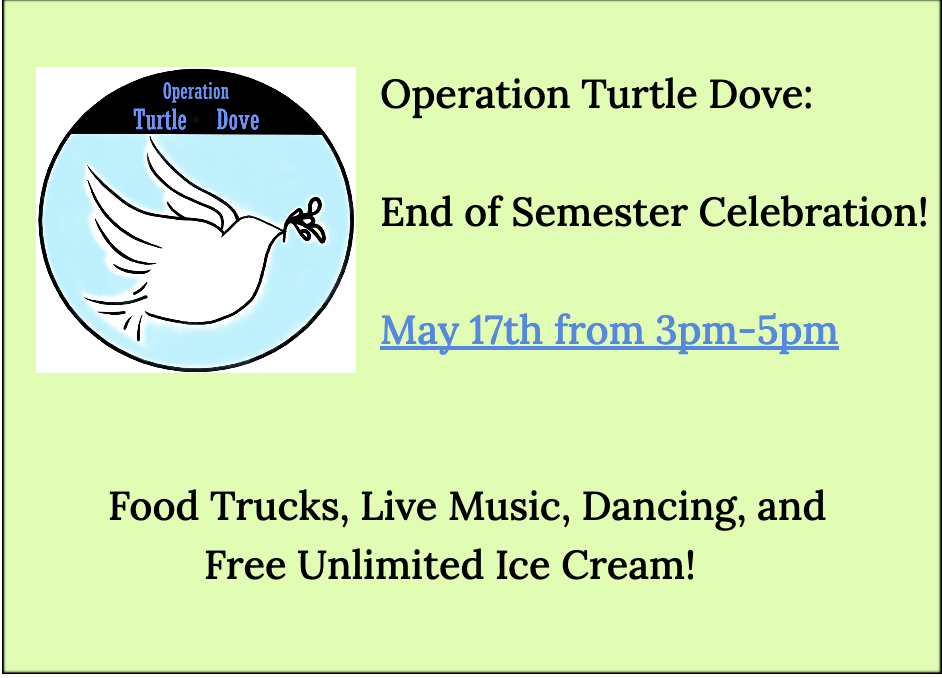 Operation
Turtle Dove
Operation Turtle Dove:
End of Semester Celebration!
May 17th from 3pm-5pm
Food Trucks, Live Music, Dancing, and
Free Unlimited Ice Cream!